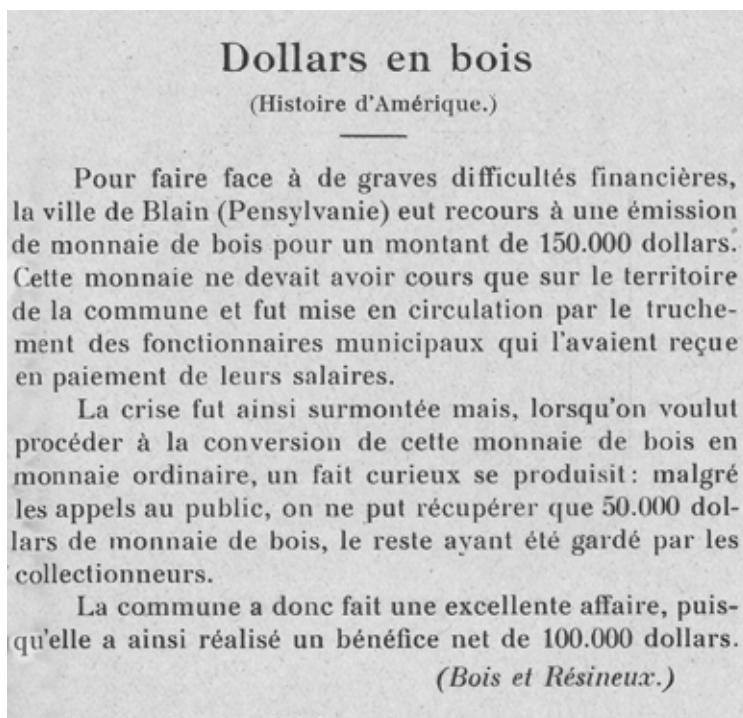 Dollars en bois
(Histoire d'Amérique.)
Pour faire face à de graves difficultés financières,
la ville de Blain (Pensylvanie) eut recours à une émission
de monnaie de bois pour un montant de 150.000 dollars.
Cette monnaie ne devait avoir cours que sur le territoire
de la commune et fut mise en circulation par le truche-
ment des fonctionnaires municipaux qui l'avaient reçue
en paiement de leurs salaires.
La crise fut ainsi surmontée mais, lorsqu'on voulut
procéder à la conversion de cette monnaie de bois en
monnaie ordinaire, un fait curieux se produisit: malgré
les appels au public, on ne put récupérer que 50.000 dol-
lars de monnaie de bois, le reste ayant été gardé par les
collectionneurs.
La commune a donc fait une excellente affaire, puis-
qu'elle a ainsi réalisé un bénéfice net de 100.000 dollars.
(Bois et Résineux.)